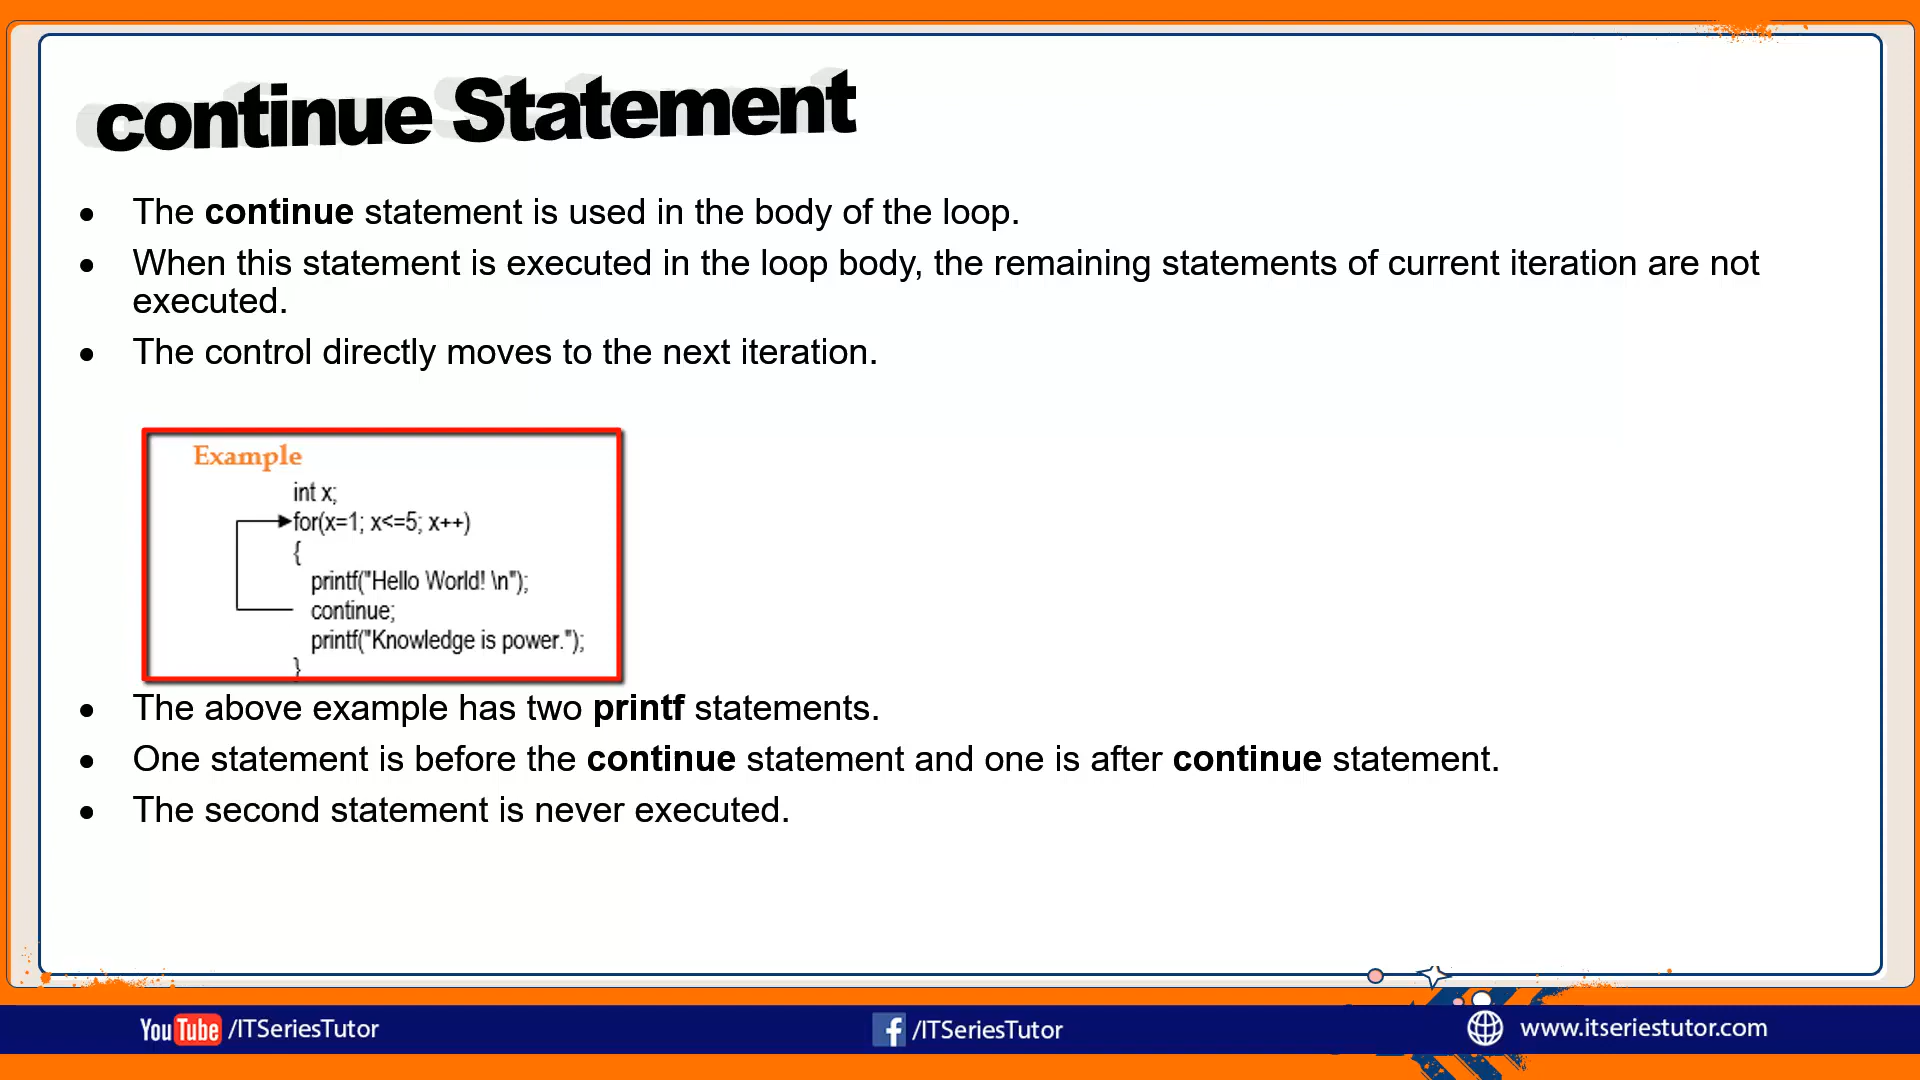 continue Statement
• The continue statement is used in the body of the loop.
• When this statement is executed in the loop body, the remaining statements of current iteration are not
executed.
• The control directly moves to the next iteration.
Example
int x;
for(x=1; x<=5; x++)
{
printf("Hello World! \n");
continue;
printf("Knowledge is power.");
}
• The above example has two printf statements.
• One statement is before the continue statement and one is after continue statement.
• The second statement is never executed.
YouTube /ITSeriesTutor
f /ITSeriesTutor
www.itseriestutor.com